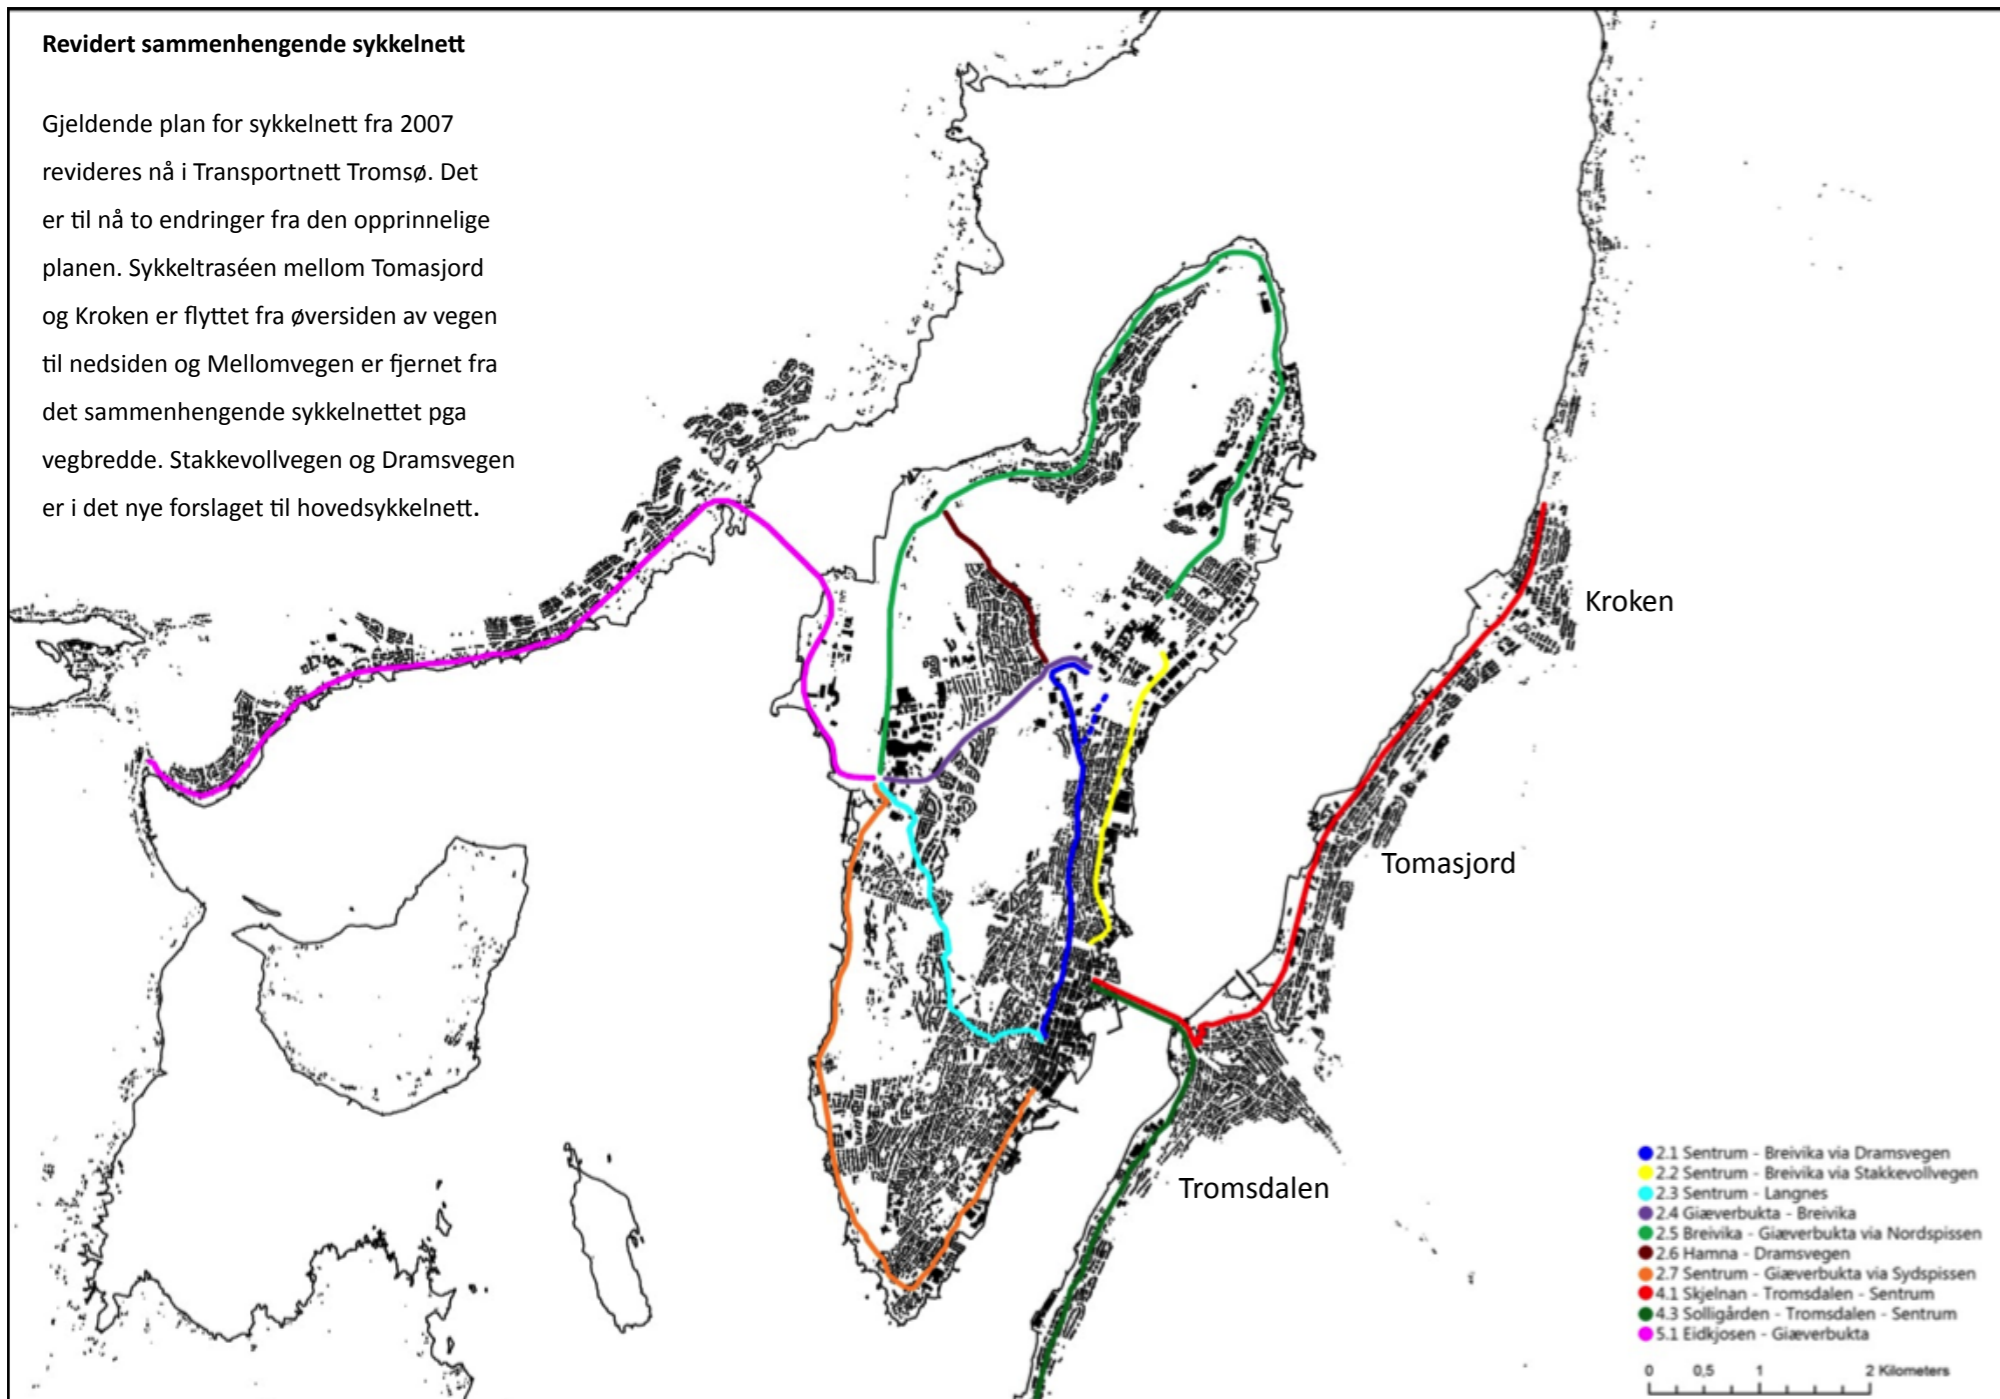 Revidert sammenhengende sykkelnett
Gjeldende plan for sykkelnett fra 2007
revideres nå i Transportnett Tromsø. Det
er til nå to endringer fra den opprinnelige
planen. Sykkeltraséen mellom Tomasjord
og Kroken er flyttet fra øversiden av vegen
til nedsiden og Mellomvegen er fjernet fra
det sammenhengende sykkelnettet pga
vegbredde. Stakkevollvegen og Dramsvegen
er i det nye forslaget til hovedsykkelnett.
Kroken
Tomasjord
Tromsdalen
2.1 Sentrum - Breivika via Dramsvegen
2.2 Sentrum - Breivika via Stakkevollvegen
2.3 Sentrum - Langnes
2.4 Giæverbukta - Breivika
2.5 Breivika - Giæverbukta via Nordspissen
2.6 Hamna - Dramsvegen
2.7 Sentrum - Giæverbukta via Sydspissen
4.1 Skjelnan - Tromsdalen - Sentrum
4.3 Solligården - Tromsdalen - Sentrum
5.1 Eidkjosen - Giæverbukta
0 0,5 1 2 Kilometers